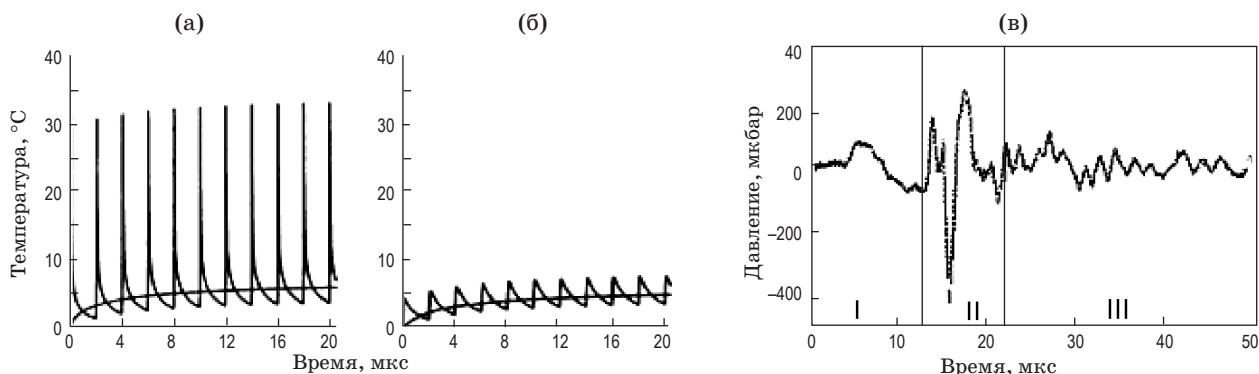 (а)
(б)
(в)
Температура, °С
40
30
20
10
0
0 4 8 12 16 20
40
30
20
10
0
0 4 8 12 16 20
Время, мкс
Давление, мкбар
40
200
0
−200
−400
I
II
III
0 10 20 30 40 50
Время, мкс